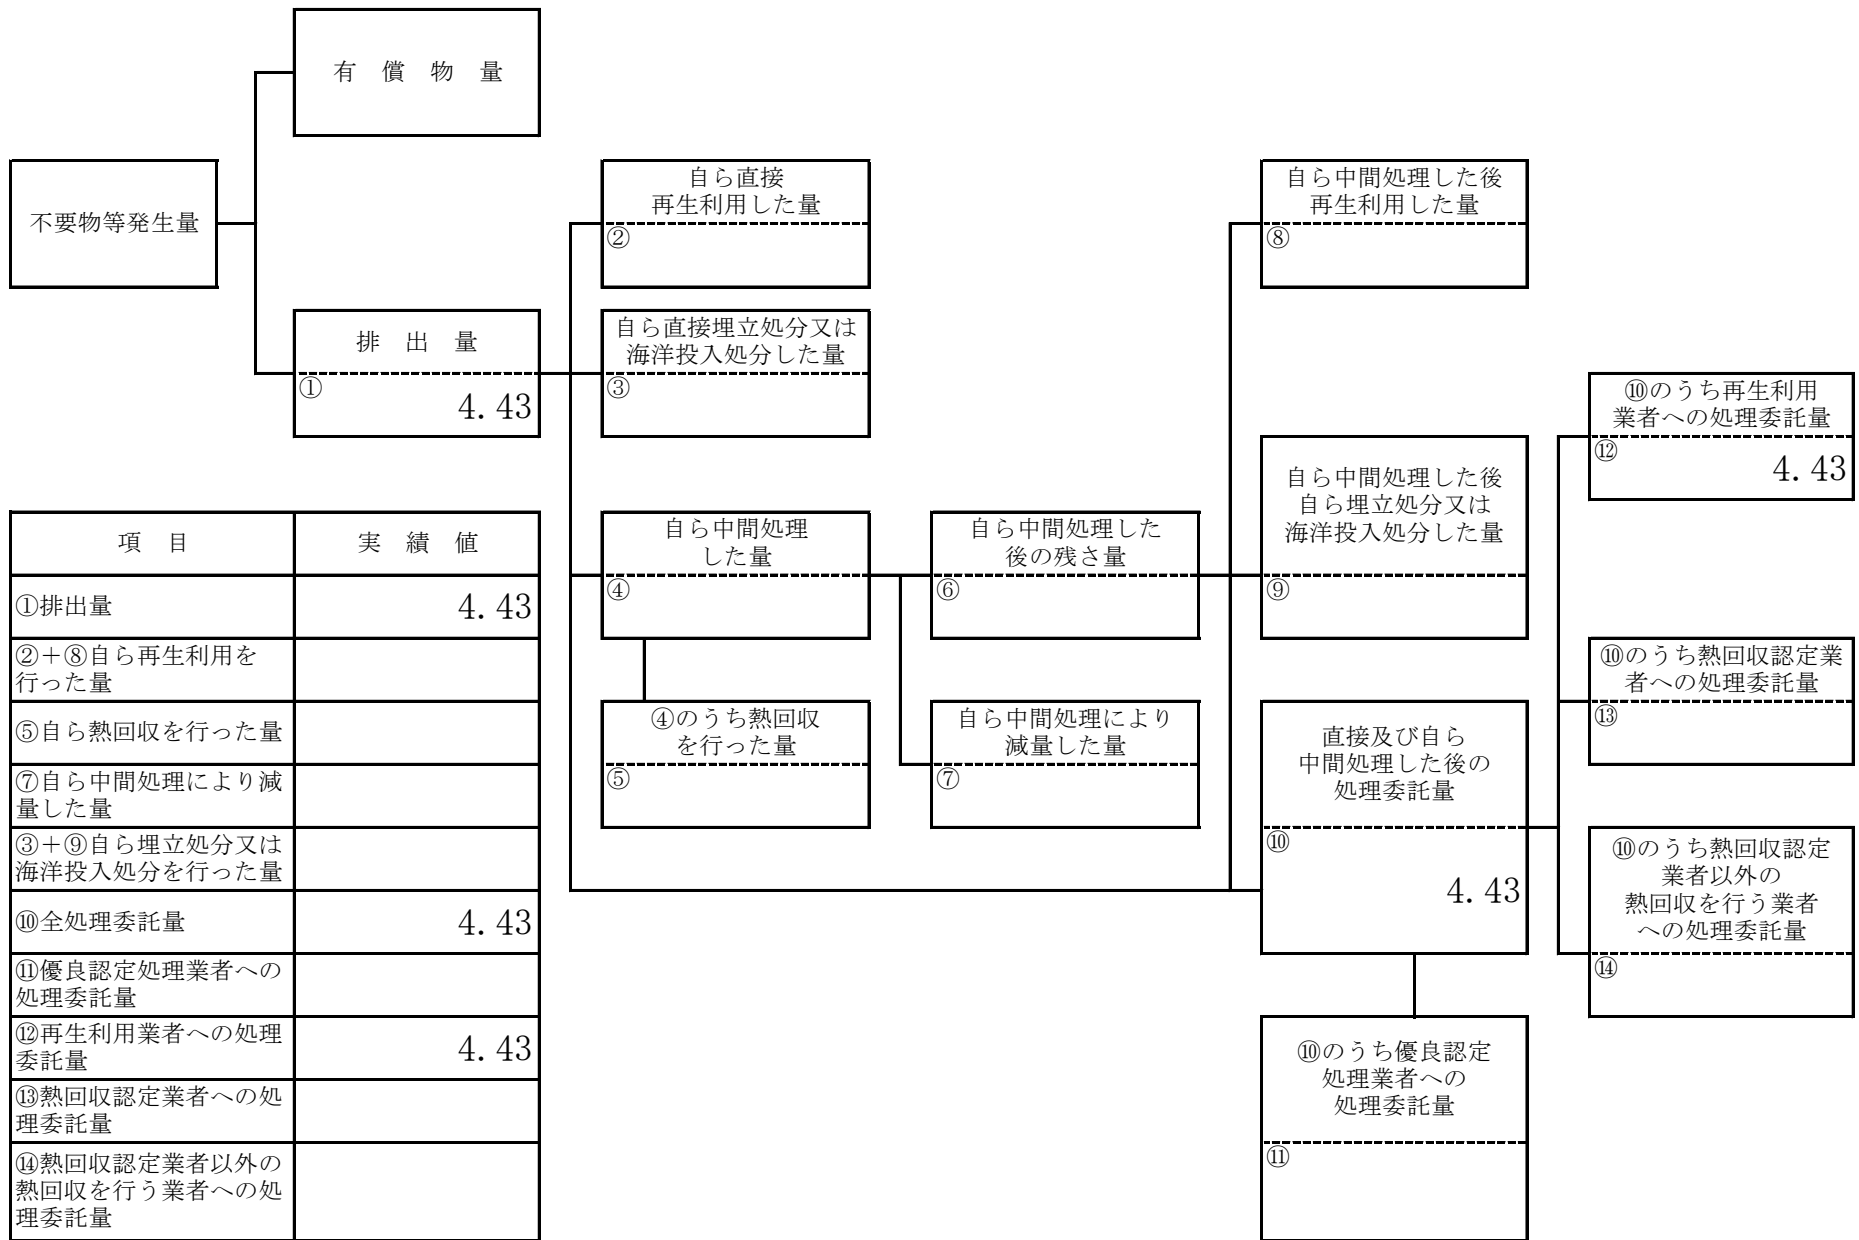 有　償　物　量
不要物等発生量
排　出　量
①
4.43
自ら直接
再生利用した量
②
自ら直接埋立処分又は
海洋投入処分した量
③
自ら中間処理
した量
④
④のうち熱回収
を行った量
⑤
自ら中間処理した
後の残さ量
⑥
自ら中間処理により
減量した量
⑦
自ら中間処理した後
再生利用した量
⑧
自ら中間処理した後
自ら埋立処分又は
海洋投入処分した量
⑨
直接及び自ら
中間処理した後の
処理委託量
⑩
4.43
⑩のうち優良認定
処理業者への
処理委託量
⑪
⑩のうち再生利用
業者への処理委託量
⑫
4.43
⑩のうち熱回収認定業
者への処理委託量
⑬
⑩のうち熱回収認定
業者以外の
熱回収を行う業者
への処理委託量
⑭
項　目　実　績　値
①排出量 4.43
②＋⑧自ら再生利用を
行った量
⑤自ら熱回収を行った量
⑦自ら中間処理により減
量した量
③＋⑨自ら埋立処分又は
海洋投入処分を行った量
⑩全処理委託量 4.43
⑪優良認定処理業者への
処理委託量
⑫再生利用業者への処理
委託量 4.43
⑬熱回収認定業者への処
理委託量
⑭熱回収認定業者以外の
熱回収を行う業者への処
理委託量